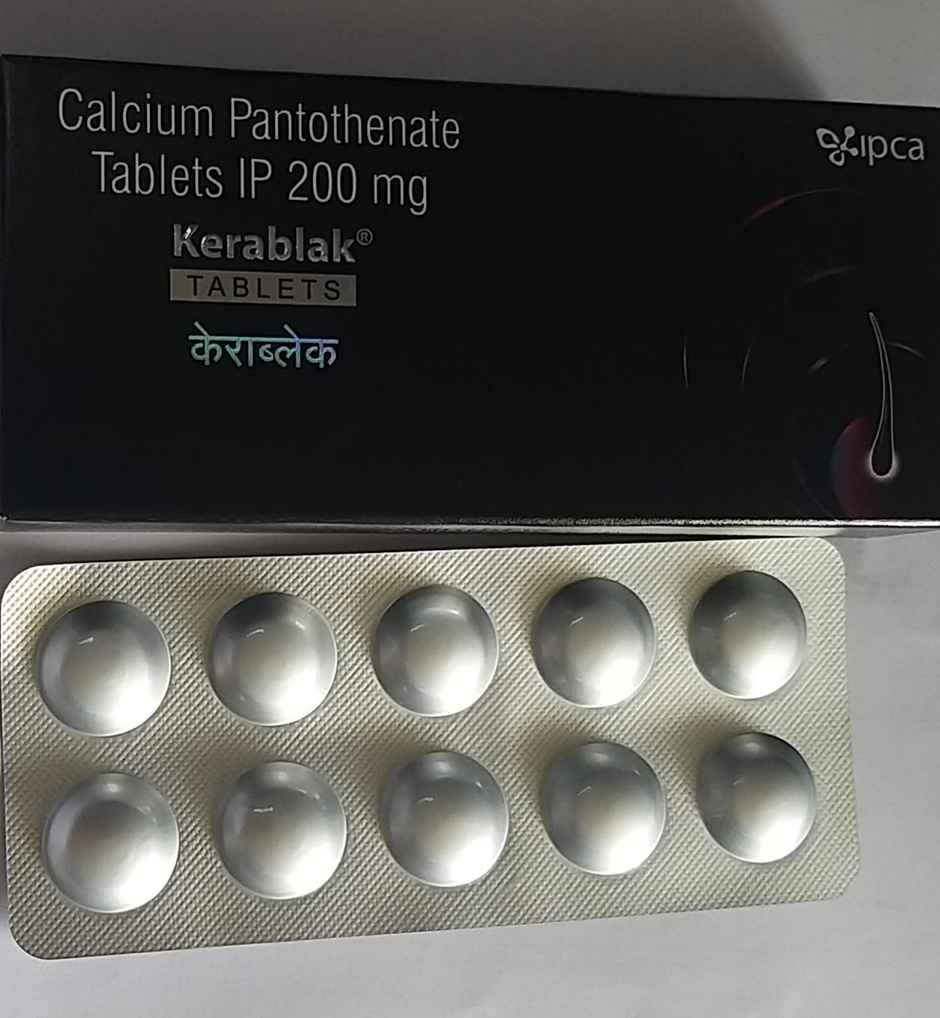 Calcium Pantothenate
Tablets IP 200 mg
Kerablak®
TABLETS
केराब्लेक
ipca